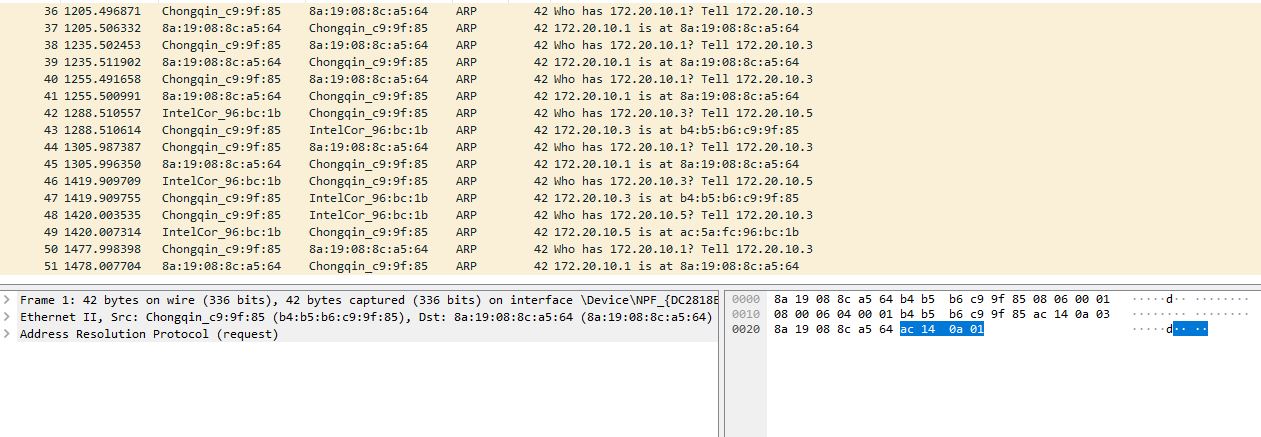 36 1205.496871 Chongqin_c9:9f:85 8a:19:08:8c:a5:64 ARP 42 Who has 172.20.10.1? Tell 172.20.10.3
37 1205.506332 8a:19:08:8c:a5:64 Chongqin_c9:9f:85 ARP 42 172.20.10.1 is at 8a:19:08:8c:a5:64
38 1235.502453 Chongqin_c9:9f:85 8a:19:08:8c:a5:64 ARP 42 Who has 172.20.10.1? Tell 172.20.10.3
39 1235.511902 8a:19:08:8c:a5:64 Chongqin_c9:9f:85 ARP 42 172.20.10.1 is at 8a:19:08:8c:a5:64
40 1255.491658 Chongqin_c9:9f:85 8a:19:08:8c:a5:64 ARP 42 Who has 172.20.10.1? Tell 172.20.10.3
41 1255.500991 8a:19:08:8c:a5:64 Chongqin_c9:9f:85 ARP 42 172.20.10.1 is at 8a:19:08:8c:a5:64
42 1288.510557 IntelCor_96:bc:1b Chongqin_c9:9f:85 ARP 42 Who has 172.20.10.3? Tell 172.20.10.5
43 1288.510614 Chongqin_c9:9f:85 IntelCor_96:bc:1b ARP 42 172.20.10.3 is at b4:b5:b6:c9:9f:85
44 1305.987387 Chongqin_c9:9f:85 8a:19:08:8c:a5:64 ARP 42 Who has 172.20.10.1? Tell 172.20.10.3
45 1305.996350 8a:19:08:8c:a5:64 Chongqin_c9:9f:85 ARP 42 172.20.10.1 is at 8a:19:08:8c:a5:64
46 1419.909709 IntelCor_96:bc:1b Chongqin_c9:9f:85 ARP 42 Who has 172.20.10.3? Tell 172.20.10.5
47 1419.909755 Chongqin_c9:9f:85 IntelCor_96:bc:1b ARP 42 172.20.10.3 is at b4:b5:b6:c9:9f:85
48 1420.003535 Chongqin_c9:9f:85 IntelCor_96:bc:1b ARP 42 Who has 172.20.10.5? Tell 172.20.10.3
49 1420.007314 IntelCor_96:bc:1b Chongqin_c9:9f:85 ARP 42 172.20.10.5 is at ac:5a:fc:96:bc:1b
50 1477.998398 Chongqin_c9:9f:85 8a:19:08:8c:a5:64 ARP 42 Who has 172.20.10.1? Tell 172.20.10.3
51 1478.007704 8a:19:08:8c:a5:64 Chongqin_c9:9f:85 ARP 42 172.20.10.1 is at 8a:19:08:8c:a5:64
Frame 1: 42 bytes on wire (336 bits), 42 bytes captured (336 bits) on interface \Device\NPF_{DC2818E
Ethernet II, Src: Chongqin_c9:9f:85 (b4:b5:b6:c9:9f:85), Dst: 8a:19:08:8c:a5:64 (8a:19:08:8c:a5:64)
Address Resolution Protocol (request)
0000 8a 19 08 8c a5 64 b4 b5 b6 c9 9f 85 08 06 00 01 ·····d·· ········
0010 08 00 06 04 00 01 b4 b5 b6 c9 9f 85 ac 14 0a 03 ········ ········
0020 8a 19 08 8c a5 64 ac 14 0a 01 ·····d·· ··